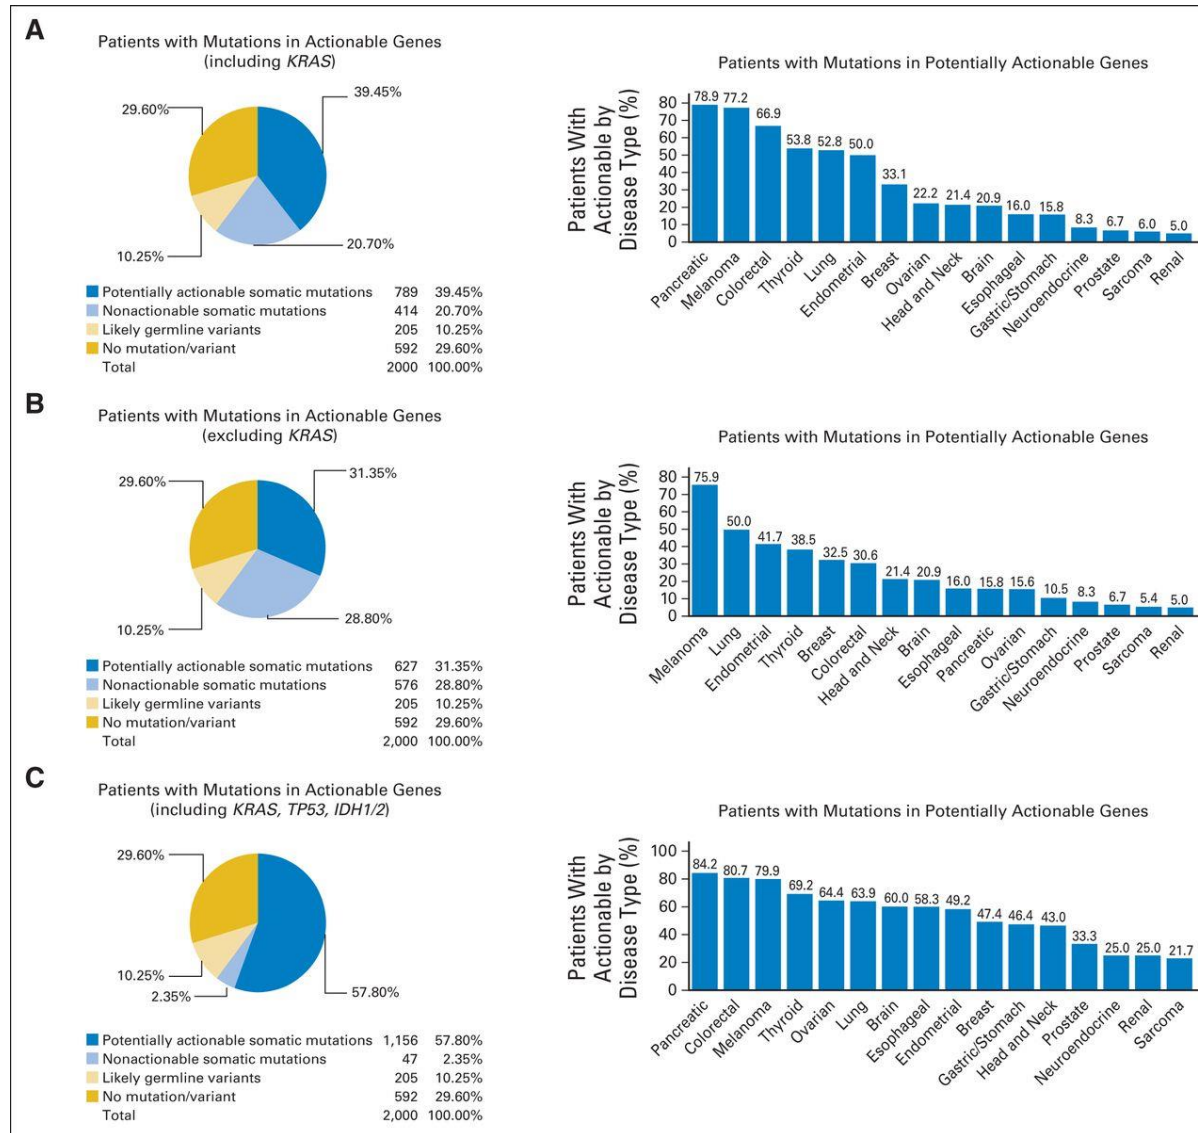 A
Patients with Mutations in Actionable Genes
(including KRAS)
39.45%
29.60%
20.70%
10.25%
Potentially actionable somatic mutations 789 39.45%
Nonactionable somatic mutations 414 20.70%
Likely germline variants 205 10.25%
No mutation/variant 592 29.60%
Total 2000 100.00%
Patients with Mutations in Potentially Actionable Genes
Patients With
Actionable by
Disease Type (%)
80
70
60
50
40
30
20
10
0
78.9 77.2 66.9 53.8 52.8 50.0 33.1 22.2 21.4 20.9 16.0 15.8 8.3 6.7 6.0 5.0
Pancreatic
Melanoma
Colorectal
Thyroid
Lung
Endometrial
Breast
Ovarian
Head and Neck
Brain
Esophageal
Gastric/Stomach
Neuroendocrine
Prostate
Sarcoma
Renal
B
Patients with Mutations in Actionable Genes
(excluding KRAS)
31.35%
29.60%
28.80%
10.25%
Potentially actionable somatic mutations 627 31.35%
Nonactionable somatic mutations 576 28.80%
Likely germline variants 205 10.25%
No mutation/variant 592 29.60%
Total 2,000 100.00%
Patients with Mutations in Potentially Actionable Genes
Patients With
Actionable by
Disease Type (%)
80
70
60
50
40
30
20
10
0
75.9 50.0 41.7 38.5 32.5 30.6 21.4 20.9 16.0 15.8 15.6 10.5 8.3 6.7 5.4 5.0
Melanoma
Lung
Endometrial
Thyroid
Breast
Colorectal
Head and Neck
Brain
Esophageal
Pancreatic
Ovarian
Gastric/Stomach
Neuroendocrine
Prostate
Sarcoma
Renal
C
Patients with Mutations in Actionable Genes
(including KRAS, TP53, IDH1/2)
29.60%
10.25%
2.35%
57.80%
Potentially actionable somatic mutations 1,156 57.80%
Nonactionable somatic mutations 47 2.35%
Likely germline variants 205 10.25%
No mutation/variant 592 29.60%
Total 2,000 100.00%
Patients with Mutations in Potentially Actionable Genes
Patients With
Actionable by
Disease Type (%)
100
80
60
40
20
0
84.2 80.7 79.9 69.2 64.4 63.9 60.0 58.3 49.2 47.4 46.4 43.0 33.3 25.0 25.0 21.7
Pancreatic
Colorectal
Melanoma
Thyroid
Ovarian
Lung
Brain
Esophageal
Endometrial
Breast
Gastric/Stomach
Head and Neck
Prostate
Neuroendocrine
Renal
Sarcoma